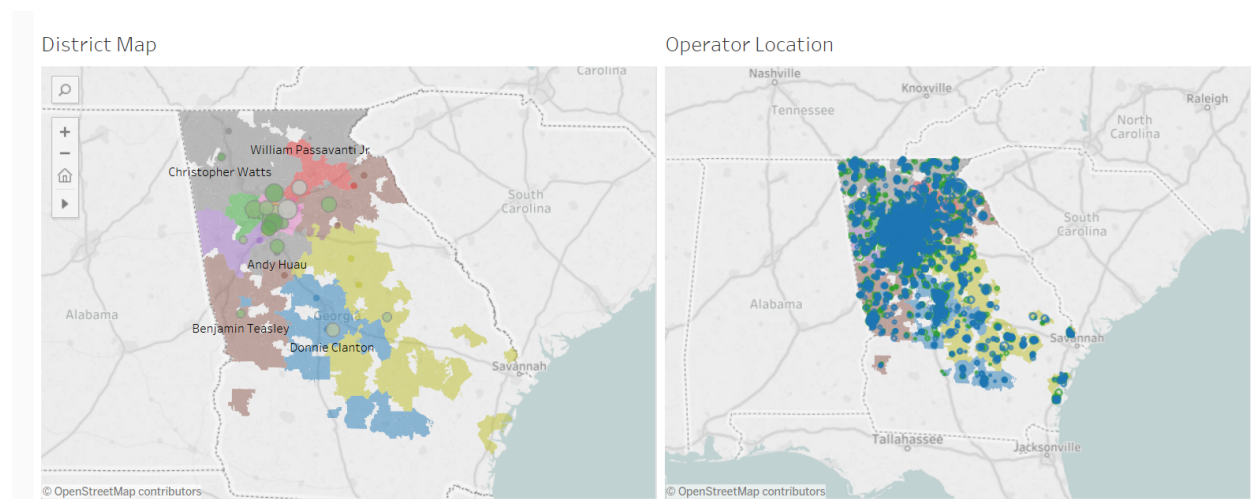 District Map
Carolina
William Passavanti Jr
Christopher Watts
South
Carolina
Andy Huau
Alabama
Georgia
Benjamin Teasley
Donnie Clanton
Savannah
© OpenStreetMap contributors
Operator Location
Nashville
Knoxville
Raleigh
Tennessee
North
Carolina
South
Carolina
Alabama
Savannah
Tallahassee
Jacksonville
© OpenStreetMap contributors